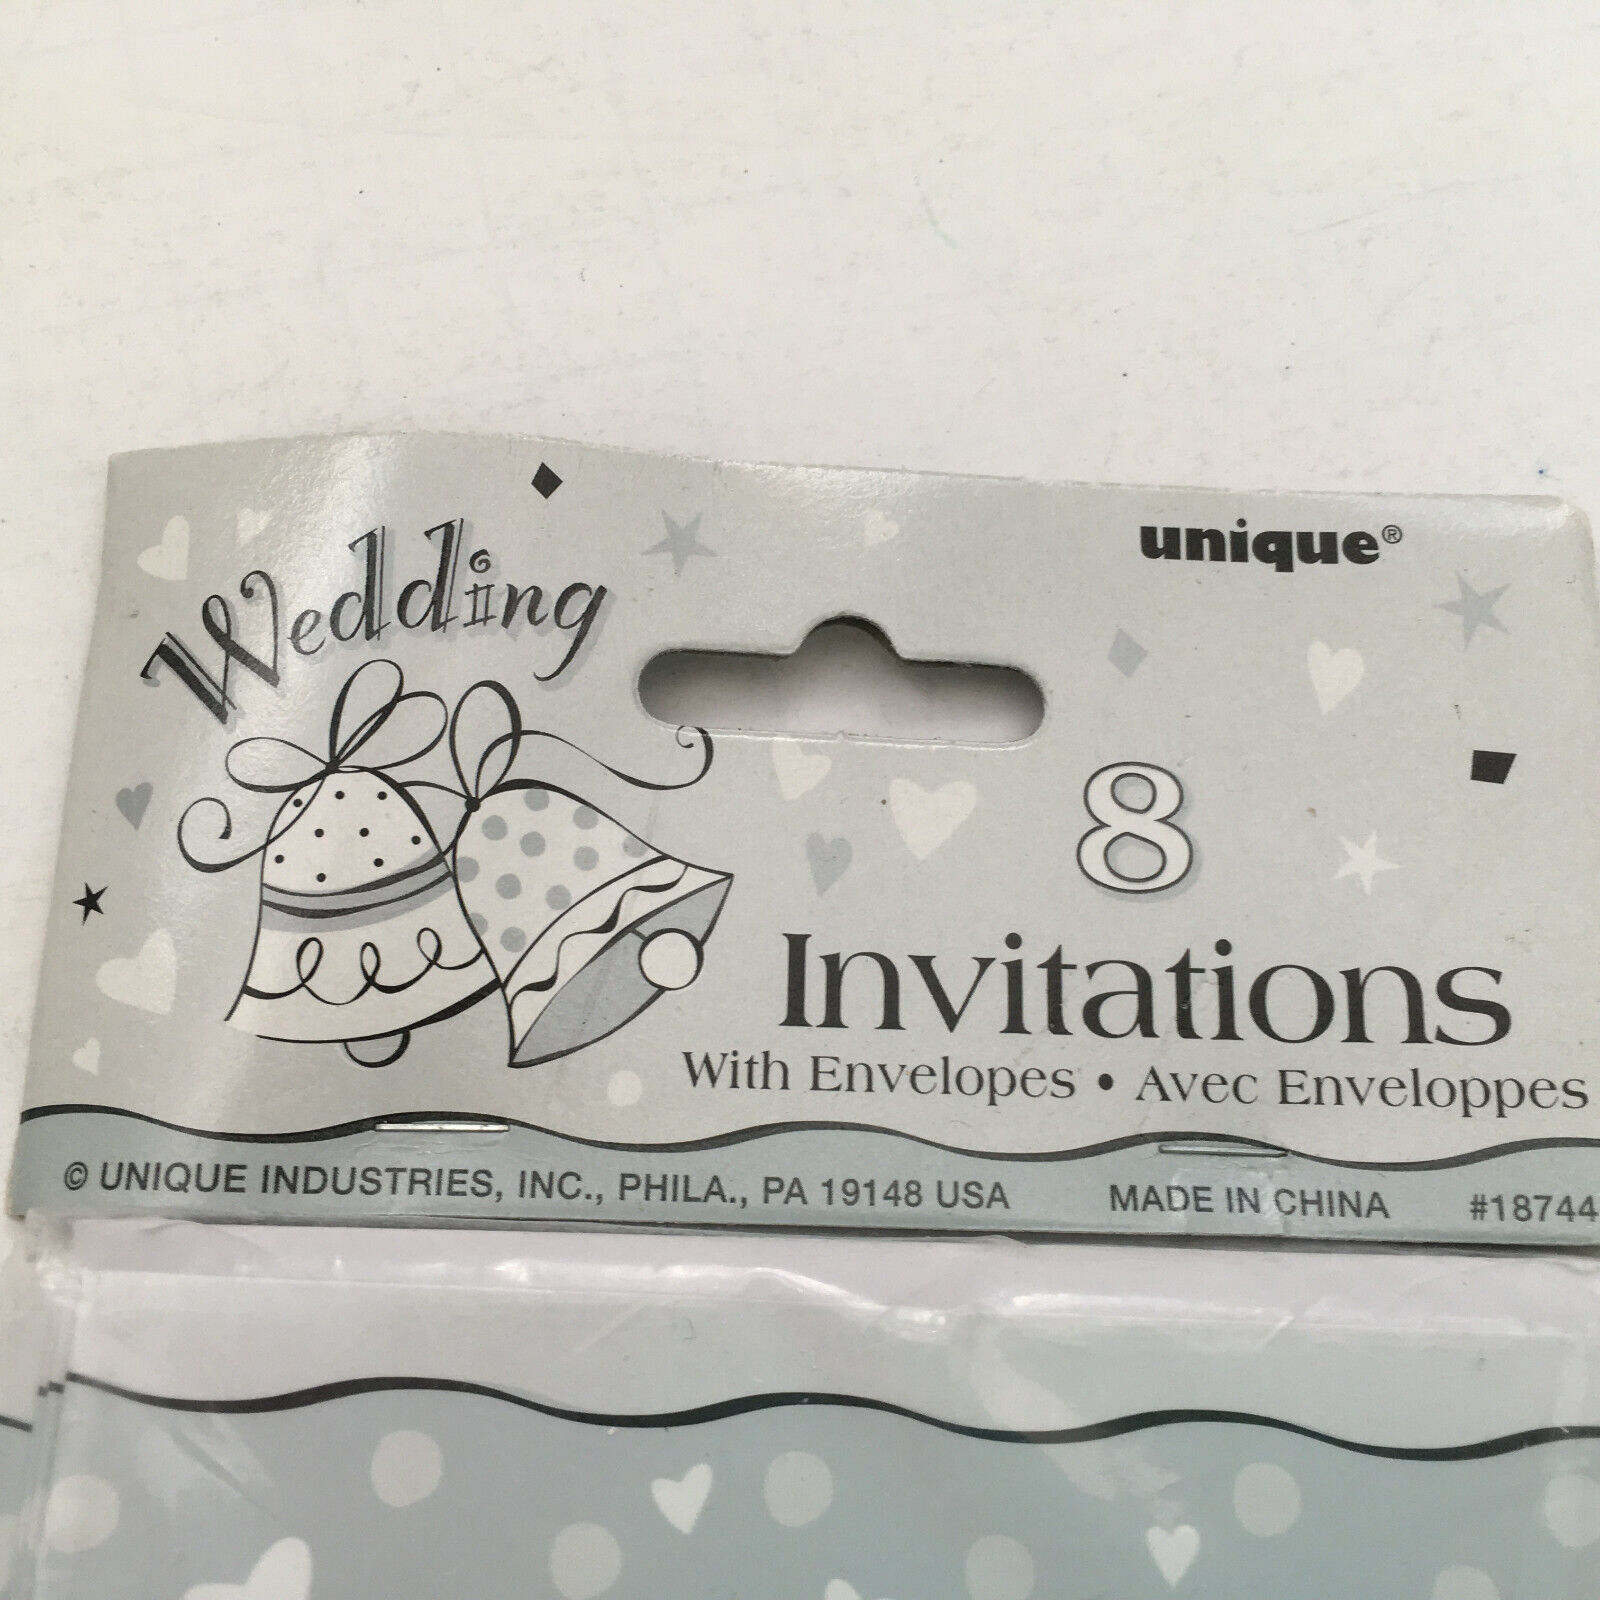 Wedding
unique®
8
Invitations
With Envelopes • Avec Enveloppes
© UNIQUE INDUSTRIES, INC., PHILA., PA 19148 USA MADE IN CHINA #18744